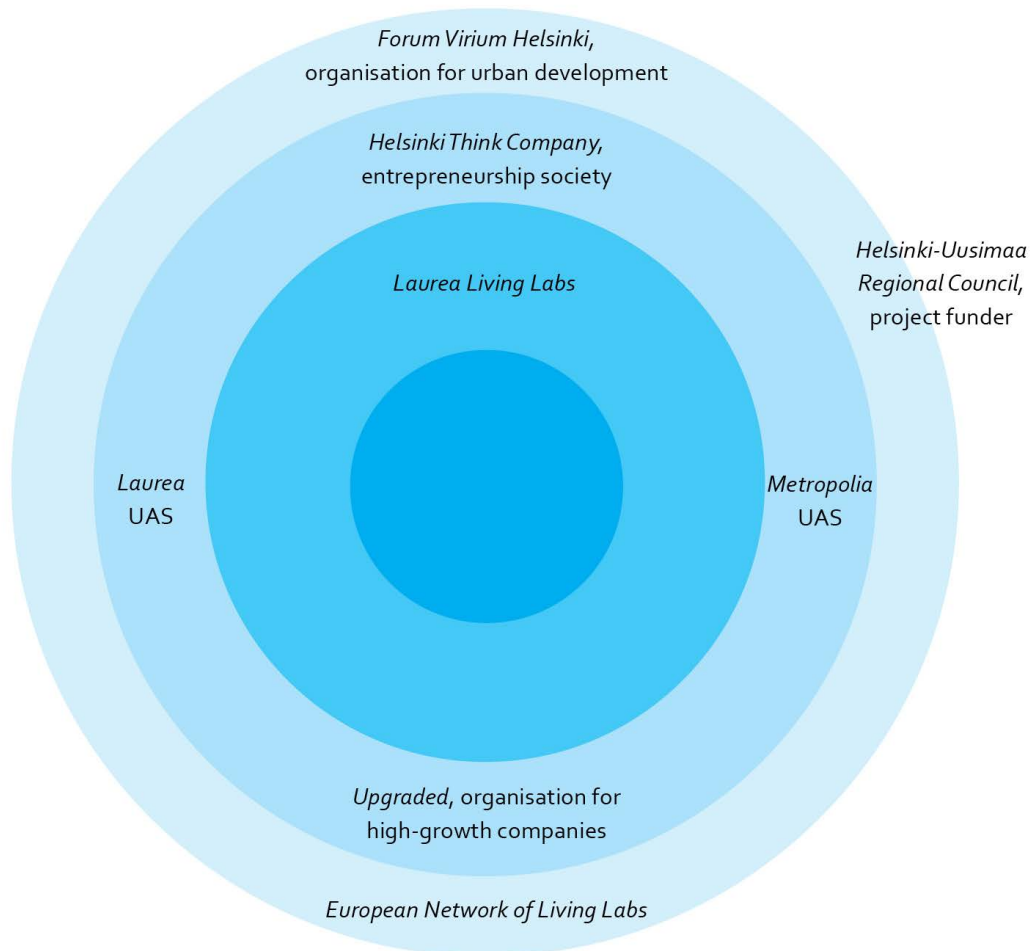 Forum Virium Helsinki,
organisation for urban development
Helsinki Think Company,
entrepreneurship society
Helsinki-Uusimaa
Regional Council,
project funder
Laurea Living Labs
Laurea
UAS
Metropolia
UAS
Upgraded, organisation for
high-growth companies
European Network of Living Labs